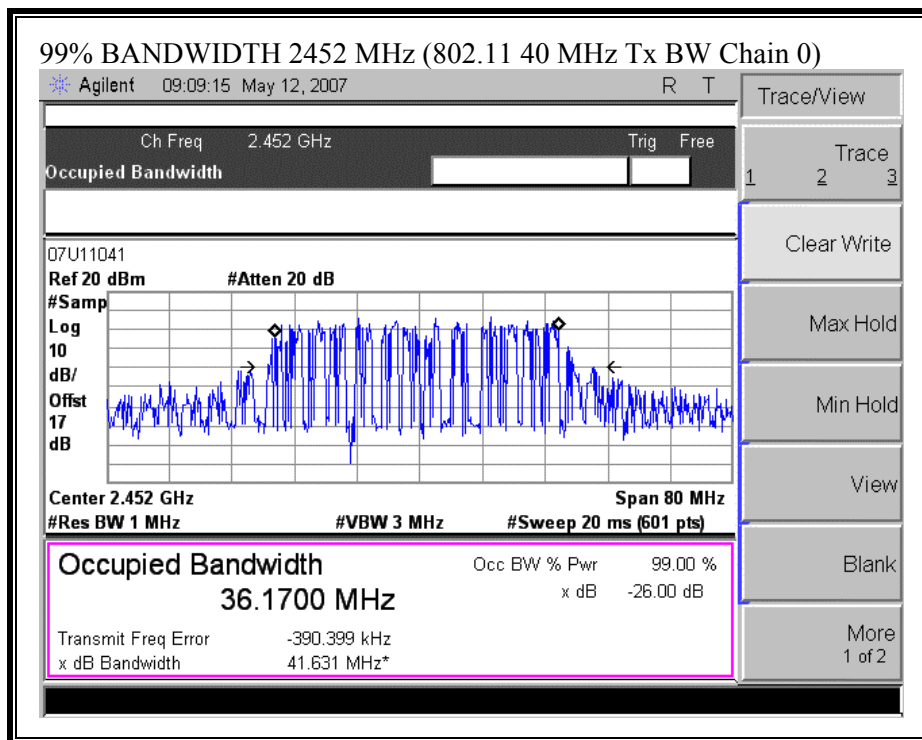 99% BANDWIDTH 2452 MHz (802.11 40 MHz Tx BW Chain 0)
Agilent 09:09:15 May 12, 2007 R T
Trace/View
Ch Freq 2.452 GHz Trig Free
Occupied Bandwidth
Trace
1 2 3
Clear Write
Max Hold
Min Hold
View
Blank
More
1 of 2
07U11041
Ref 20 dBm #Atten 20 dB
#Samp
Log
10
dB/
Offst
17
dB
Center 2.452 GHz Span 80 MHz
#Res BW 1 MHz #VBW 3 MHz #Sweep 20 ms (601 pts)
Occupied Bandwidth Occ BW % Pwr 99.00 %
36.1700 MHz x dB -26.00 dB
Transmit Freq Error -390.399 kHz
x dB Bandwidth 41.631 MHz*